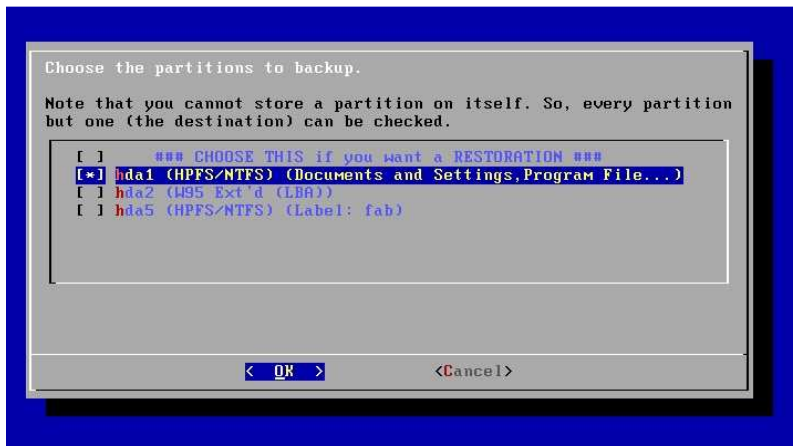 Choose the partitions to backup.
Note that you cannot store a partition on itself. So, every partition
but one (the destination) can be checked.
[ ] ### CHOOSE THIS if you want a RESTORATION ###
[*] hda1 (HPFS/NTFS) (Documents and Settings,Program File...)
[ ] hda2 (W95 Ext'd (LBA))
[ ] hda5 (HPFS/NTFS) (Label: fab)
< OK > <Cancel>